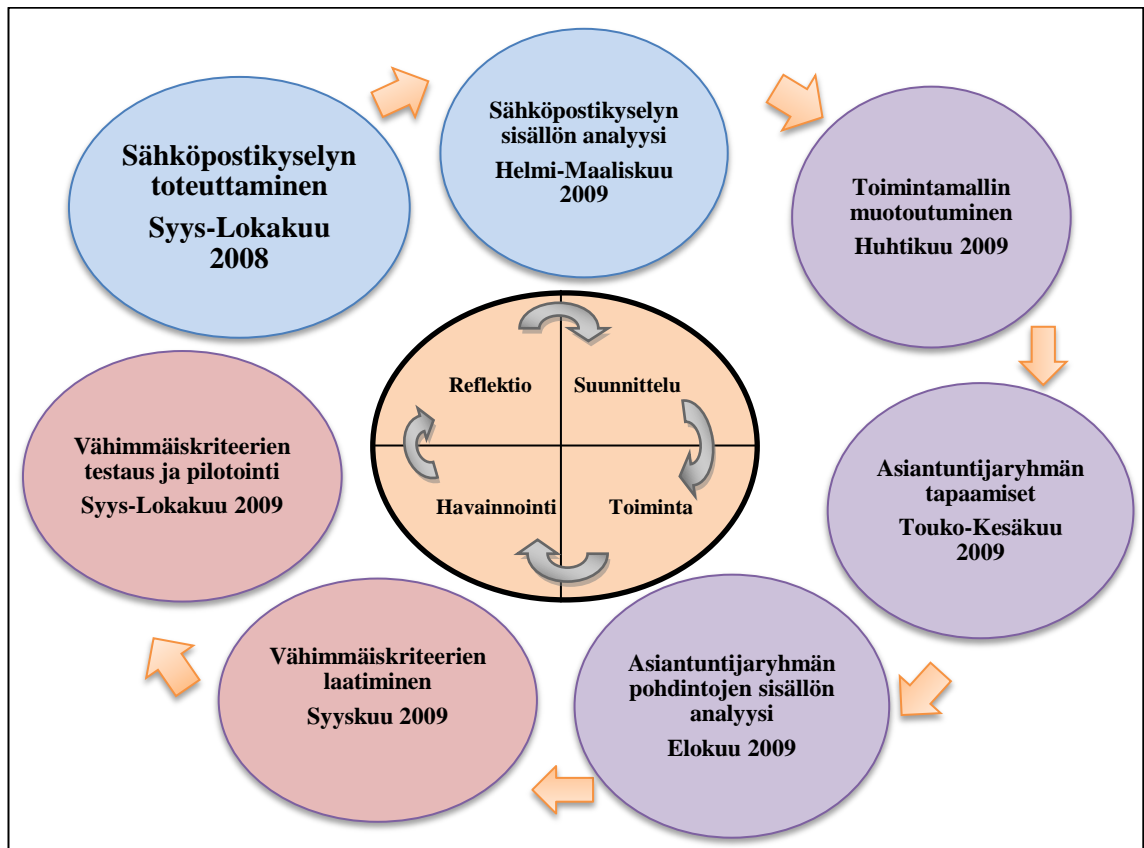 Sähköpostikyselyn
toteuttaminen
Syys-Lokakuu
2008
Sähköpostikyselyn
sisällön analyysi
Helmi-Maaliskuu
2009
Toimintamallin
muotoutuminen
Huhtikuu 2009
Asiantuntijaryhmän
tapaamiset
Touko-Kesäkuu
2009
Asiantuntijaryhmän
pohdintojen sisällön
analyysi
Elokuu 2009
Vähimmäiskriteerien
laatiminen
Syyskuu 2009
Vähimmäiskriteerien
testaus ja pilotointi
Syys-Lokakuu 2009
Reflektio
Suunnittelu
Havainnointi
Toiminta